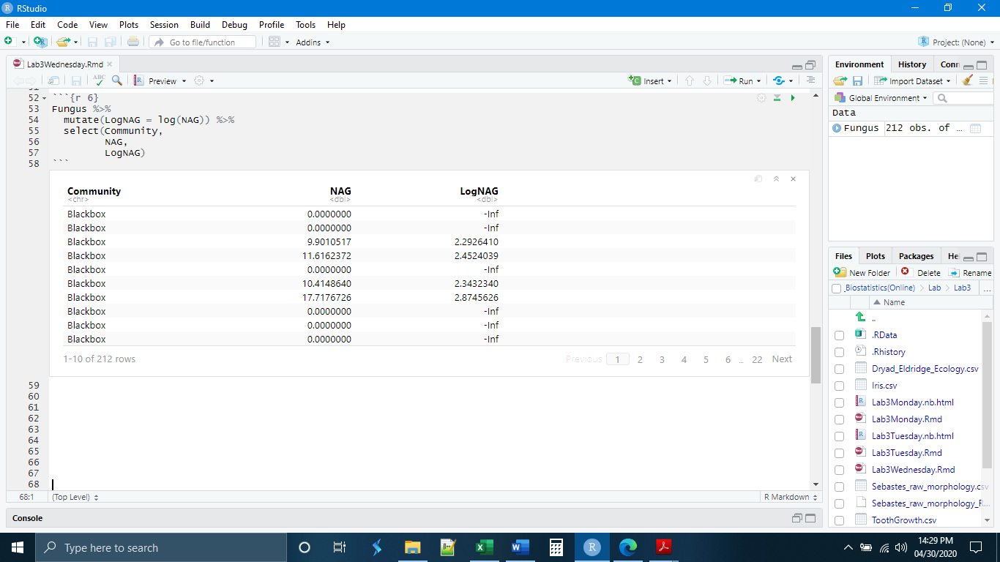 RStudio
File Edit Code View Plots Session Build Debug Profile Tools Help
Go to file/function Addins Project: (None)
Lab3Wednesday.Rmd
ABC Preview Insert Run
52 ```{r 6}
53 Fungus %>%
54 mutate(LogNAG = log(NAG)) %>%
55 select(Community,
56 NAG,
57 LogNAG)
58 ```
Community NAG LogNAG
<chr> <dbl> <dbl>
Blackbox 0.0000000 -Inf
Blackbox 0.0000000 -Inf
Blackbox 9.9010517 2.2926410
Blackbox 11.6162372 2.4524039
Blackbox 0.0000000 -Inf
Blackbox 10.4148640 2.3432340
Blackbox 17.7176726 2.8745626
Blackbox 0.0000000 -Inf
Blackbox 0.0000000 -Inf
Blackbox 0.0000000 -Inf
1-10 of 212 rows Previous 1 2 3 4 5 6 ... 22 Next
59
60
61
62
63
64
65
66
67
68
68:1 (Top Level) R Markdown
Console
Environment History Conn
Import Dataset
Global Environment
Data
Fungus 212 obs. of …
Files Plots Packages He
New Folder Delete Rename
_Biostatistics(Online) Lab Lab3 ...
Name
..
.RData
.Rhistory
Dryad_Eldridge_Ecology.csv
Iris.csv
Lab3Monday.nb.html
Lab3Monday.Rmd
Lab3Tuesday.nb.html
Lab3Tuesday.Rmd
Lab3Wednesday.Rmd
Sebastes_raw_morphology.csv
Sebastes_raw_morphology_R...
ToothGrowth.csv
Type here to search
14:29 PM
04/30/2020